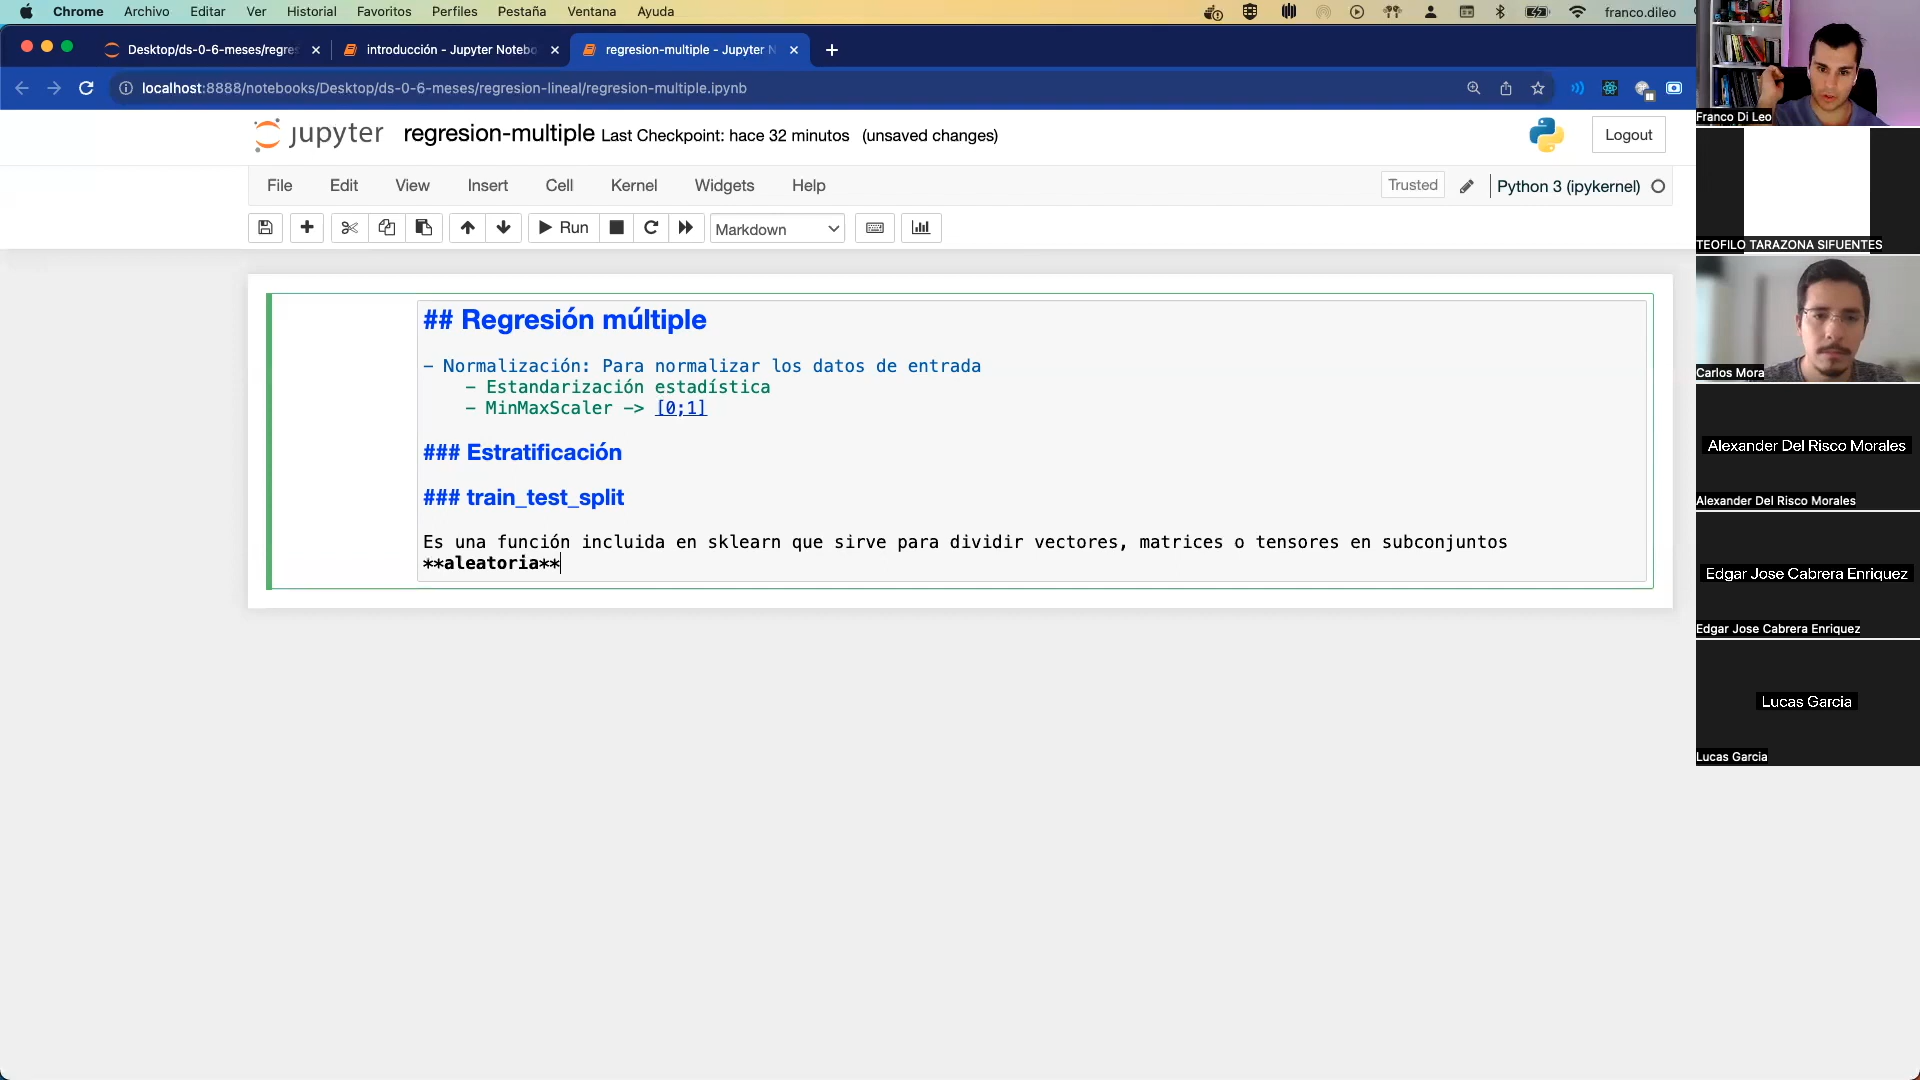 Chrome Archivo Editar Ver Historial Favoritos Perfiles Pestaña Ventana Ayuda franco.dileo
Desktop/ds-0-6-meses/regres introducción - Jupyter Notebo regresion-multiple - Jupyter N
localhost:8888/notebooks/Desktop/ds-0-6-meses/regresion-lineal/regresion-multiple.ipynb
jupyter regresion-multiple Last Checkpoint: hace 32 minutos (unsaved changes) Logout
File Edit View Insert Cell Kernel Widgets Help Trusted Python 3 (ipykernel)
Run Markdown
## Regresión múltiple
- Normalización: Para normalizar los datos de entrada
- Estandarización estadística
- MinMaxScaler -> [0;1]
### Estratificación
### train_test_split
Es una función incluida en sklearn que sirve para dividir vectores, matrices o tensores en subconjuntos
**aleatoria**
Franco Di Leo
TEOFILO TARAZONA SIFUENTES
Carlos Mora
Alexander Del Risco Morales
Alexander Del Risco Morales
Edgar Jose Cabrera Enriquez
Edgar Jose Cabrera Enriquez
Lucas Garcia
Lucas Garcia